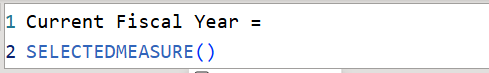 1 Current Fiscal Year =
2 SELECTEDMEASURE()